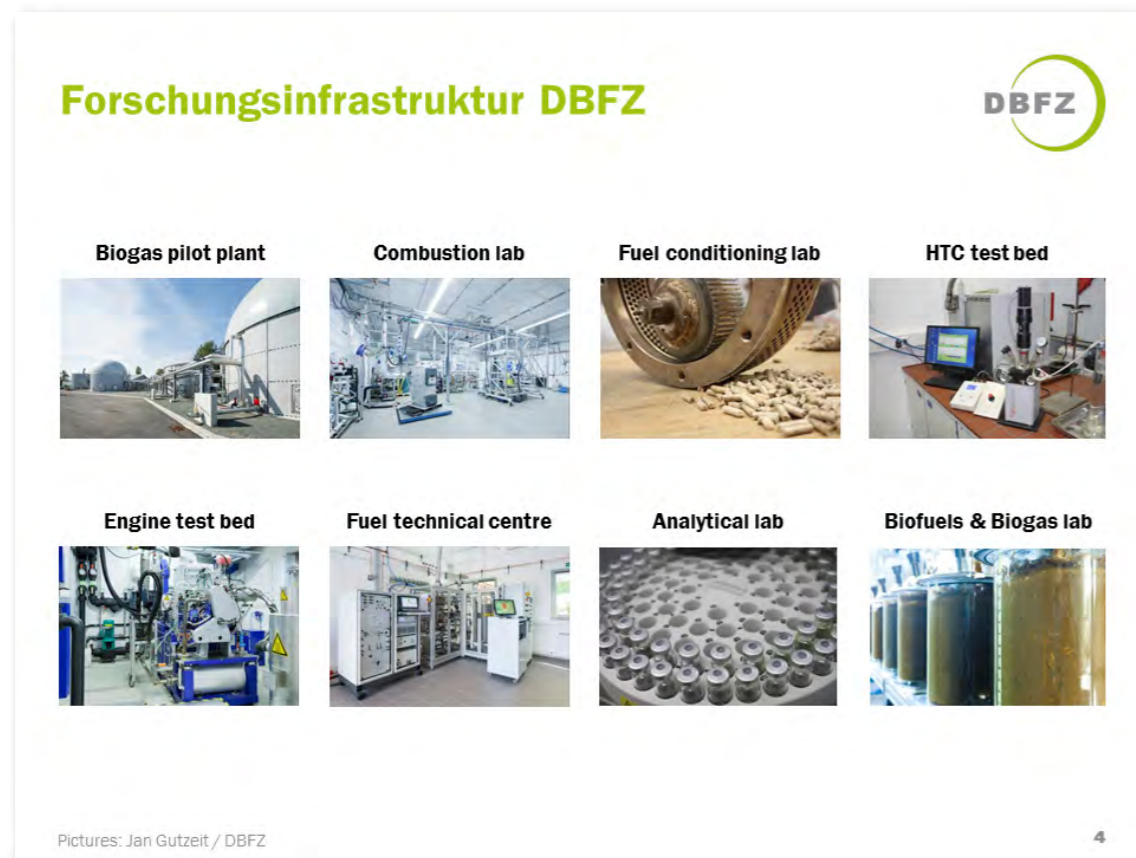 Forschungsinfrastruktur DBFZ
DBFZ
Biogas pilot plant
Combustion lab
Fuel conditioning lab
HTC test bed
Engine test bed
Fuel technical centre
Analytical lab
Biofuels & Biogas lab
Pictures: Jan Gutzeit / DBFZ
4